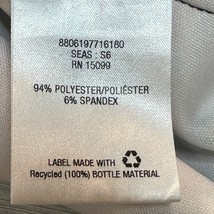 8806197716180
SEAS : S6
RN 15099
94% POLYESTER/POLIÉSTER
6% SPANDEX
LABEL MADE WITH
Recycled (100%) BOTTLE MATERIAL